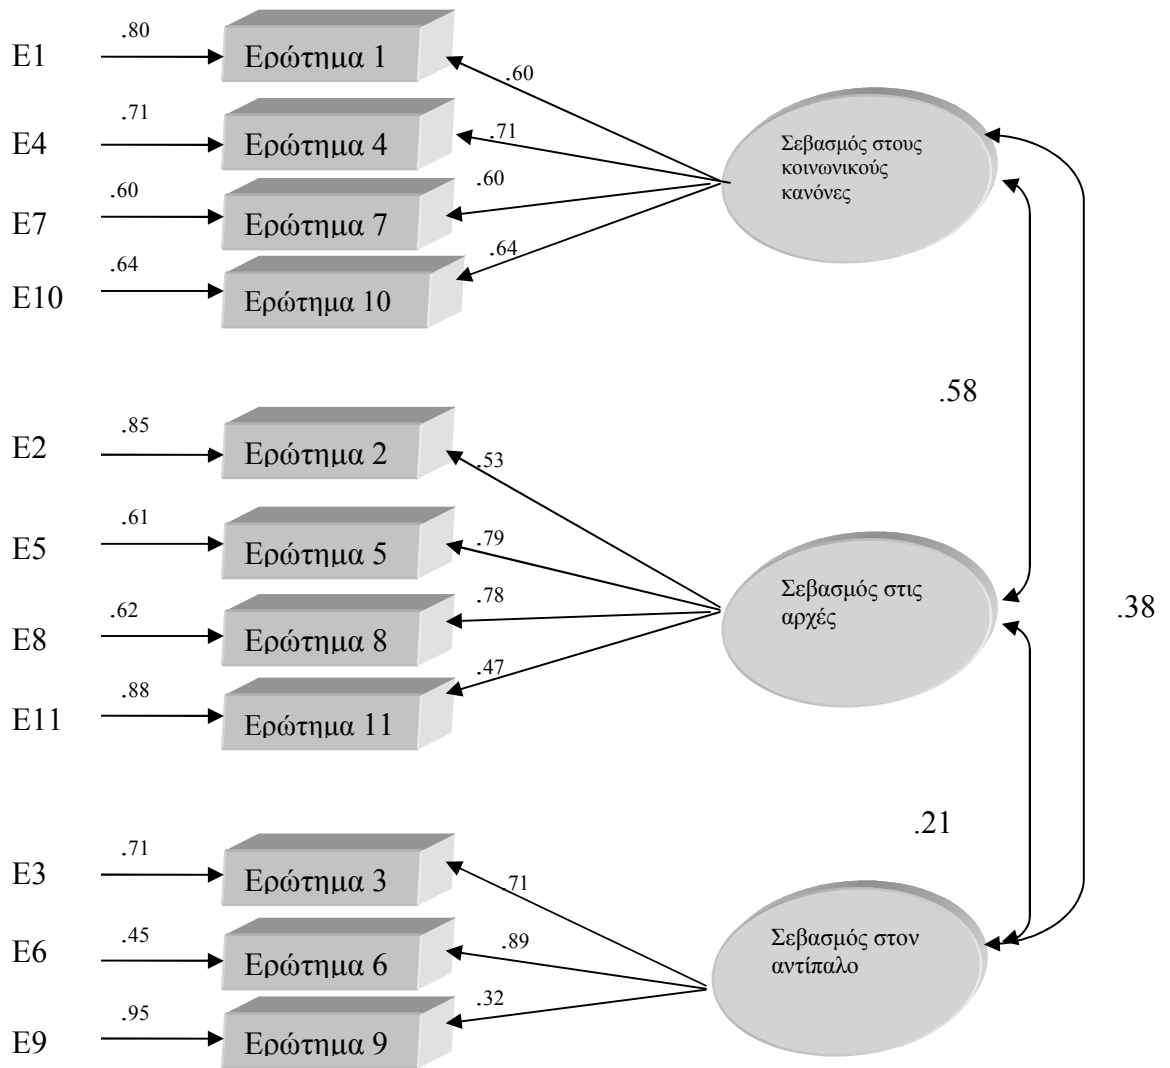 E1 .80 Ερώτημα 1 .60
E4 .71 Ερώτημα 4 .71
E7 .60 Ερώτημα 7 .60
E10 .64 Ερώτημα 10 .64
Σεβασμός στους
κοινωνικούς
κανόνες
.58
E2 .85 Ερώτημα 2 .53
E5 .61 Ερώτημα 5 .79
E8 .62 Ερώτημα 8 .78
E11 .88 Ερώτημα 11 .47
Σεβασμός στις
αρχές
.38
.21
E3 .71 Ερώτημα 3 .71
E6 .45 Ερώτημα 6 .89
E9 .95 Ερώτημα 9 .32
Σεβασμός στον
αντίπαλο